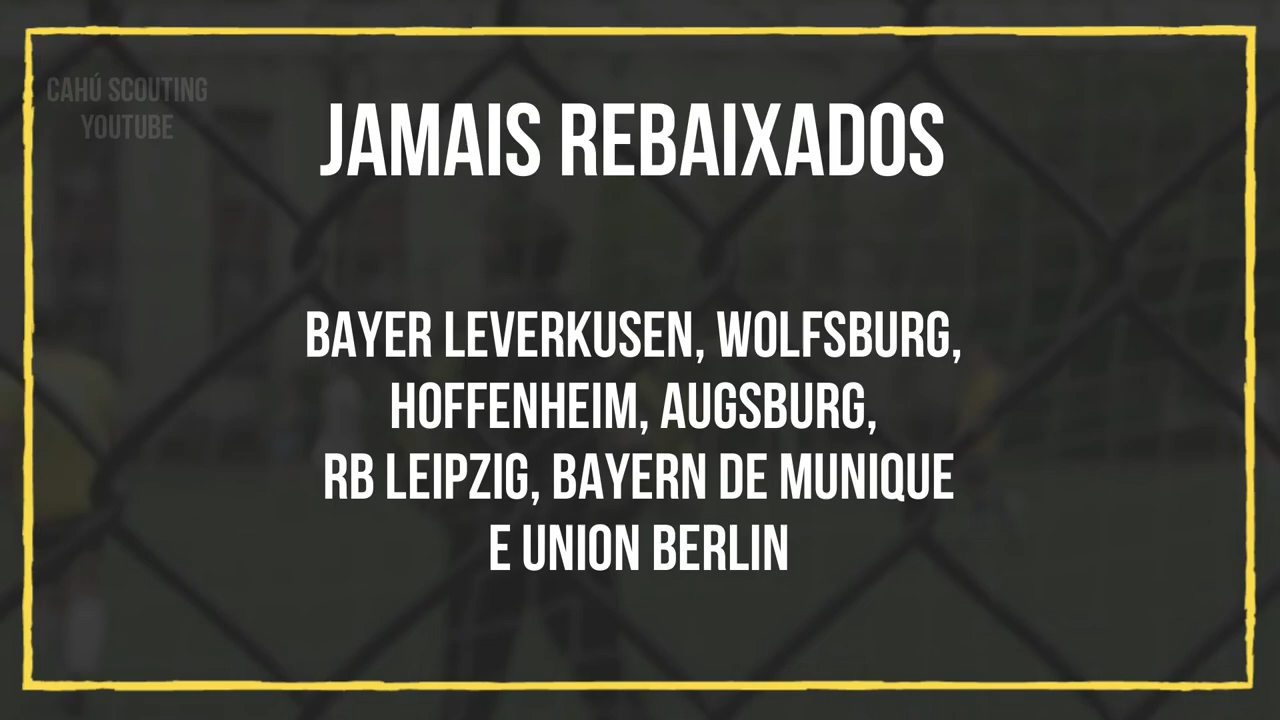 CAHÚ SCOUTING
YOUTUBE
JAMAIS REBAIXADOS
BAYER LEVERKUSEN, WOLFSBURG,
HOFFENHEIM, AUGSBURG,
RB LEIPZIG, BAYERN DE MUNIQUE
E UNION BERLIN